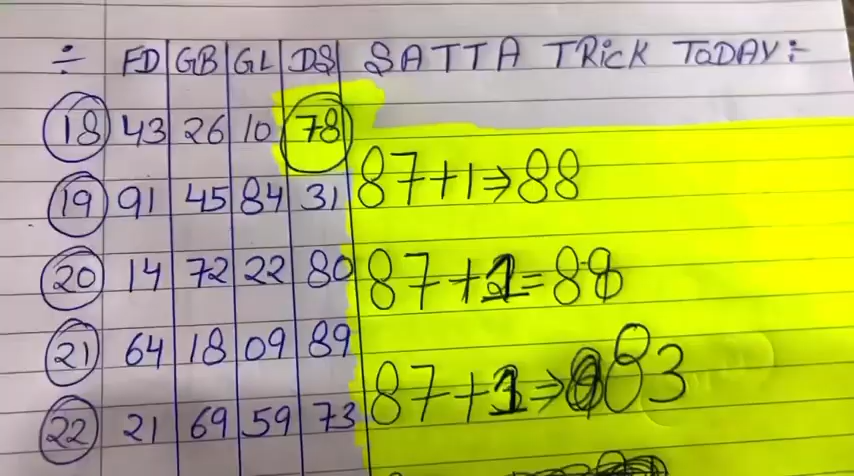 ÷ FD GB GL DS SATTA TRICK TODAY:-
18 43 26 10 78
87+1⇒88
19 91 45 84 31
20 14 72 22 80
87+ = 88
21 64 18 09 89
87+ ⇒ 83
22 21 69 59 73